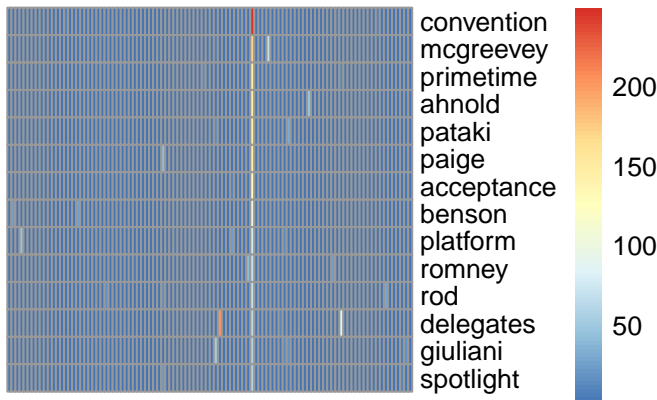 convention
mcgreevey
primetime
ahnold
pataki
paige
acceptance
benson
platform
romney
rod
delegates
giuliani
spotlight
200
150
100
50